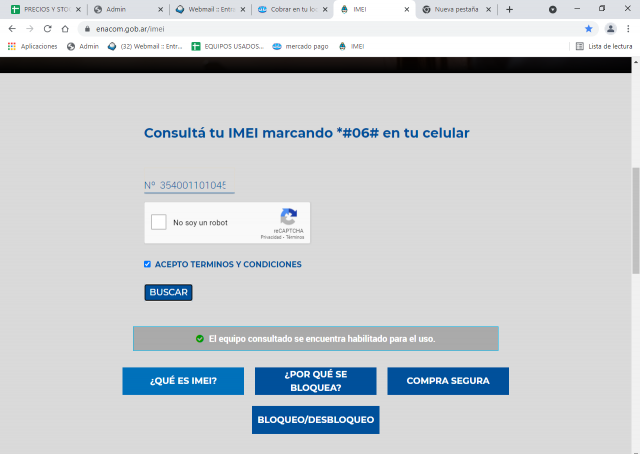 PRECIOS Y STO
Admin
Webmail :: Entr
Cobrar en tu loc
IMEI
Nueva pestaña
enacom.gob.ar/imei
Aplicaciones
Admin
(32) Webmail :: Entr...
EQUIPOS USADOS...
mercado pago
IMEI
Lista de lectura
Consultá tu IMEI marcando *#06# en tu celular
Nº 354001101045
No soy un robot
reCAPTCHA
Privacidad - Términos
ACEPTO TERMINOS Y CONDICIONES
BUSCAR
El equipo consultado se encuentra habilitado para el uso.
¿QUÉ ES IMEI?
¿POR QUÉ SE
BLOQUEA?
COMPRA SEGURA
BLOQUEO/DESBLOQUEO